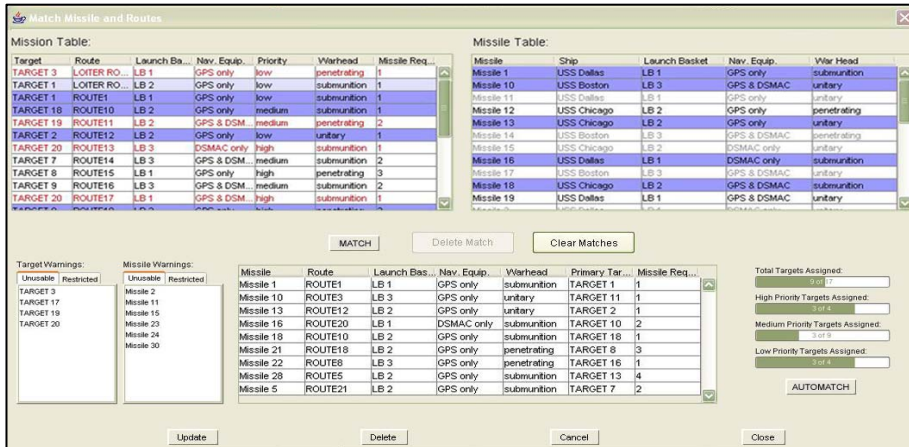 Match Missile and Routes
Mission Table:
Target Route Launch Ba... Nav. Equip. Priority Warhead Missile Req...
TARGET 3 LOITER RO... LB 1 GPS only low penetrating 1
TARGET 1 LOITER RO... LB 2 GPS only low submunition 1
TARGET 1 ROUTE1 LB 1 GPS only low submunition 1
TARGET 18 ROUTE10 LB 2 GPS only medium submunition 1
TARGET 19 ROUTE11 LB 2 GPS & DSM... medium penetrating 2
TARGET 2 ROUTE12 LB 2 GPS only low unitary 1
TARGET 20 ROUTE13 LB 3 DSMAC only high submunition 1
TARGET 7 ROUTE14 LB 3 GPS & DSM... medium submunition 2
TARGET 8 ROUTE15 LB 1 GPS only high penetrating 3
TARGET 9 ROUTE16 LB 3 GPS & DSM... medium submunition 2
TARGET 20 ROUTE17 LB 1 GPS & DSM... high submunition 1
Missile Table:
Missile Ship Launch Basket Nav. Equip. War Head
Missile 1 USS Dallas LB 1 GPS only submunition
Missile 10 USS Boston LB 3 GPS & DSMAC unitary
Missile 11 USS Dallas LB 1 GPS only unitary
Missile 12 USS Chicago LB 2 GPS only penetrating
Missile 13 USS Chicago LB 2 GPS only unitary
Missile 14 USS Boston LB 3 GPS & DSMAC penetrating
Missile 15 USS Chicago LB 2 DSMAC only unitary
Missile 16 USS Dallas LB 1 DSMAC only submunition
Missile 17 USS Boston LB 3 GPS & DSMAC unitary
Missile 18 USS Chicago LB 2 GPS & DSMAC submunition
Missile 19 USS Dallas LB 1 GPS only unitary
MATCH Delete Match Clear Matches
Target Warnings:
Unusable Restricted
TARGET 3
TARGET 17
TARGET 19
TARGET 20
Missile Warnings:
Unusable Restricted
Missile 2
Missile 11
Missile 15
Missile 23
Missile 24
Missile 30
Missile Route Launch Bas... Nav. Equip. Warhead Primary Tar... Missile Req...
Missile 1 ROUTE1 LB 1 GPS only submunition TARGET 1 1
Missile 10 ROUTE3 LB 3 GPS only unitary TARGET 11 1
Missile 13 ROUTE12 LB 2 GPS only unitary TARGET 2 1
Missile 16 ROUTE20 LB 1 DSMAC only submunition TARGET 10 2
Missile 18 ROUTE10 LB 2 GPS only submunition TARGET 18 1
Missile 21 ROUTE18 LB 2 GPS only penetrating TARGET 8 3
Missile 22 ROUTE8 LB 3 GPS only penetrating TARGET 16 1
Missile 28 ROUTE5 LB 2 GPS only submunition TARGET 13 4
Missile 5 ROUTE21 LB 2 GPS only submunition TARGET 7 2
Total Targets Assigned:
9 of 17
High Priority Targets Assigned:
3 of 4
Medium Priority Targets Assigned:
3 of 9
Low Priority Targets Assigned:
3 of 4
AUTOMATCH
Update Delete Cancel Close